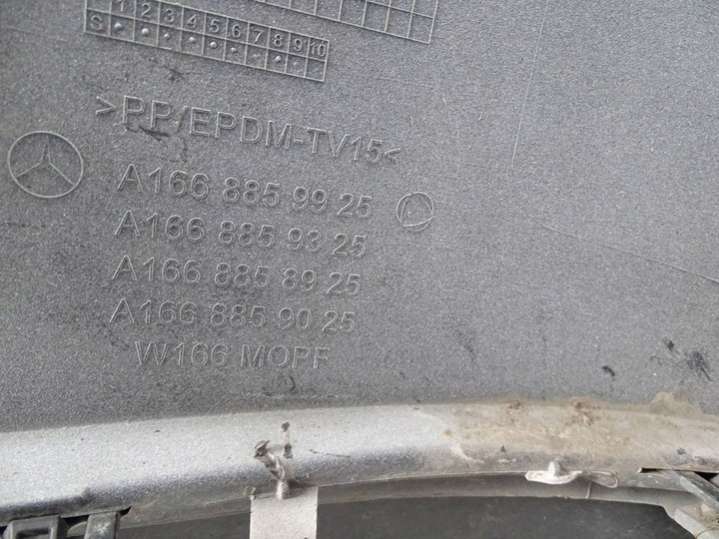 1 2 3 4 5 6 7 8 9 10
S
>PP/EPDM-TV15<
A166 885 99 25
A166 885 93 25
A166 885 89 25
A166 885 90 25
W166 MOPF